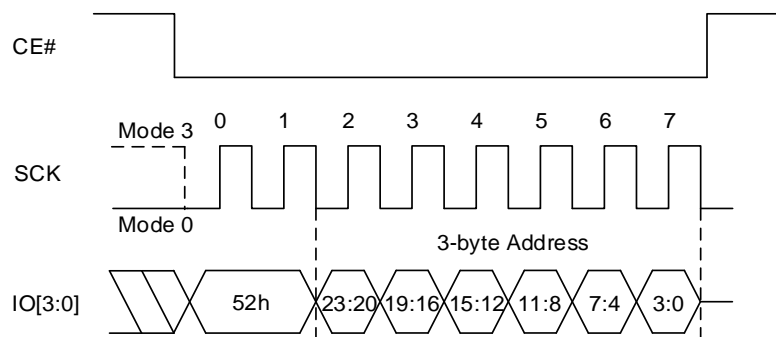 CE#
Mode 3 0 1 2 3 4 5 6 7
SCK
Mode 0
3-byte Address
IO[3:0] 52h 23:20 19:16 15:12 11:8 7:4 3:0